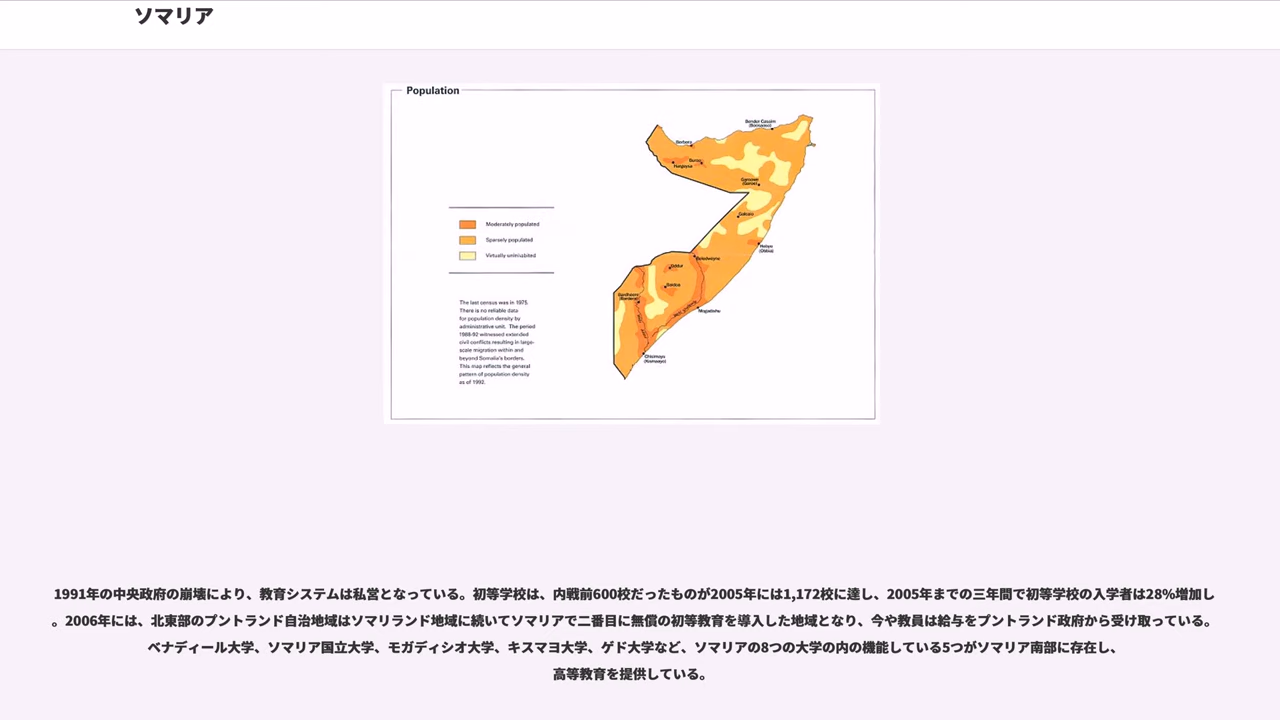 ソマリア
Population
Bender Cassim
(Boosaaso)
Berbera
Burao
Hargeysa
Garoowe
(Garoe)
Galcaio
Hobyo
(Obbia)
Moderately populated
Sparsely populated
Virtually uninhabited
Beledweyne
Oddur
Baidoa
Mogadishu
Chisimayu
(Kismaayo)
The last census was in 1975.
There is no reliable data
for population density by
administrative unit. The period
1988-92 witnessed extended
civil conflicts resulting in large-
scale migration within and
beyond Somalia's borders.
This map reflects the general
pattern of population density
as of 1992.
1991年の中央政府の崩壊により、教育システムは私営となっている。初等学校は、内戦前600校だったものが2005年には1,172校に達し、2005年までの三年間で初等学校の入学者は28%増加し
。2006年には、北東部のプントランド自治地域はソマリランド地域に続いてソマリアで二番目に無償の初等教育を導入した地域となり、今や教員は給与をプントランド政府から受け取っている。
ベナディール大学、ソマリア国立大学、モガディシオ大学、キスマヨ大学、ゲド大学など、ソマリアの8つの大学の内の機能している5つがソマリア南部に存在し、
高等教育を提供している。